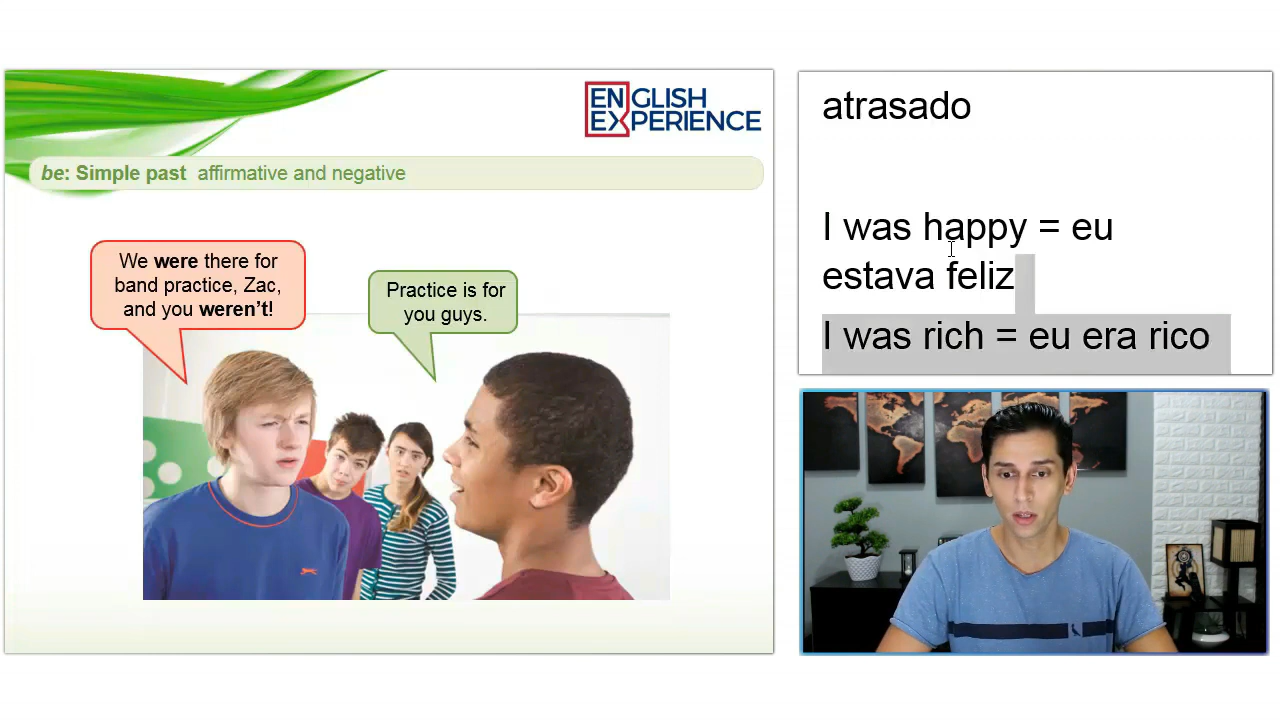 ENGLISH
EXPERIENCE
be: Simple past affirmative and negative
We were there for
band practice, Zac,
and you weren't!
Practice is for
you guys.
atrasado
I was happy = eu
estava feliz
I was rich = eu era rico